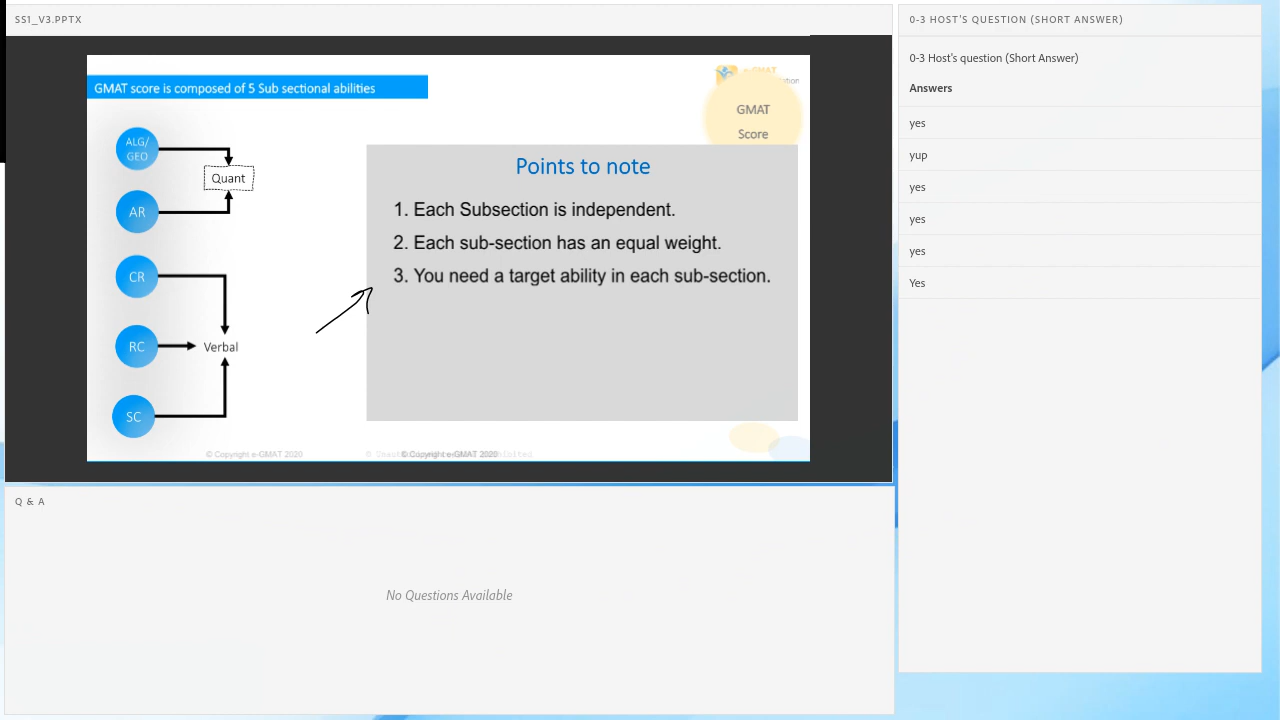 SS1_V3.PPTX
GMAT score is composed of 5 Sub sectional abilities
e-GMAT
GMAT
Score
ALG/
GEO
Quant
AR
CR
RC
Verbal
SC
Points to note
1. Each Subsection is independent.
2. Each sub-section has an equal weight.
3. You need a target ability in each sub-section.
© Copyright e-GMAT 2020
© Copyright e-GMAT 2020
Q & A
No Questions Available
0-3 HOST'S QUESTION (SHORT ANSWER)
0-3 Host's question (Short Answer)
Answers
yes
yup
yes
yes
yes
Yes